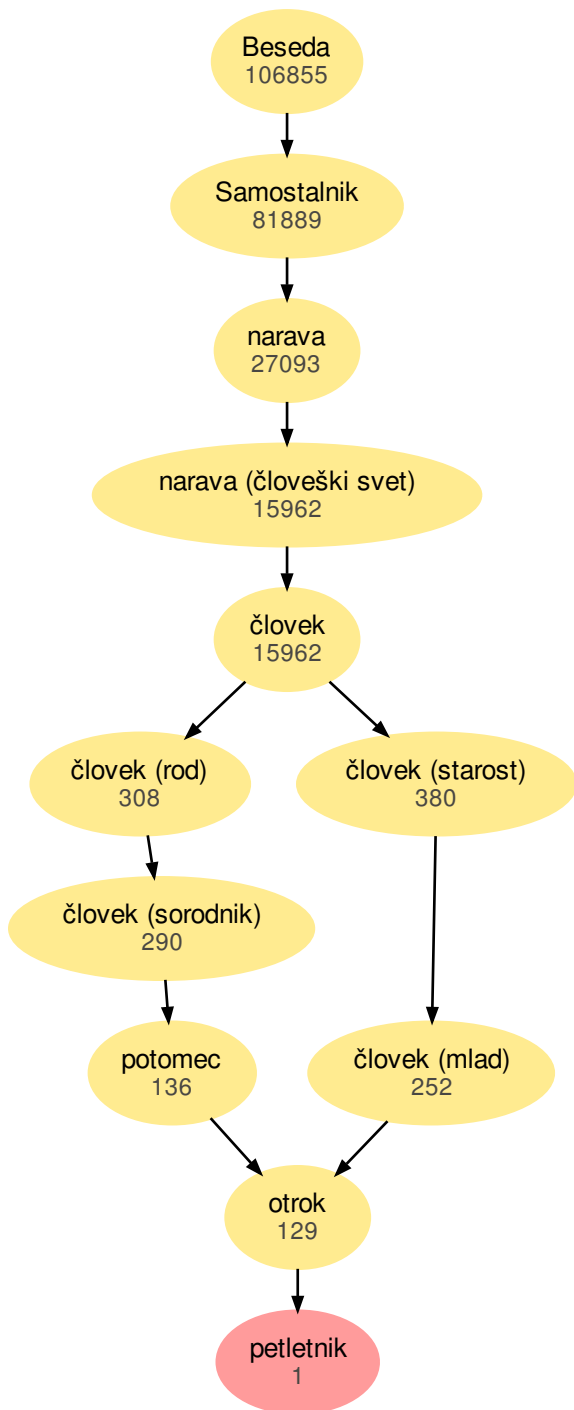 Beseda
106855
Samostalnik
81889
narava
27093
narava (človeški svet)
15962
človek
15962
človek (rod)
308
človek (starost)
380
človek (sorodnik)
290
potomec
136
človek (mlad)
252
otrok
129
petletnik
1